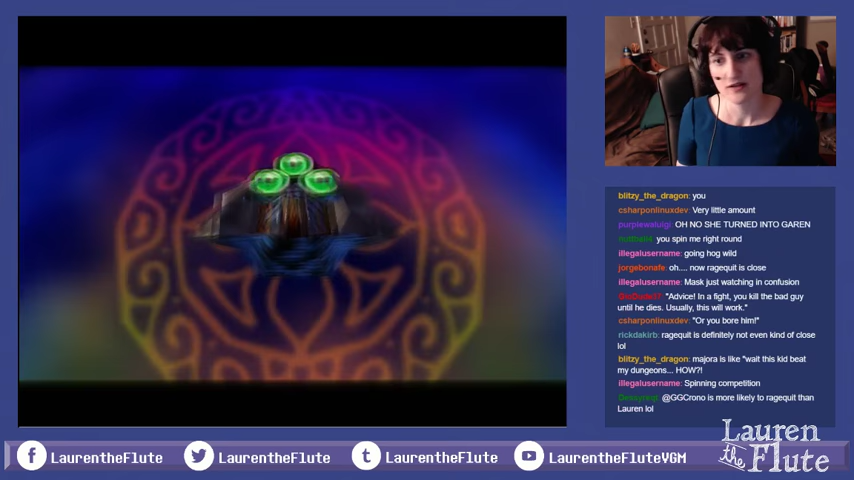 blitzy_the_dragon: you
csharponlinuxdev: Very little amount
purplewaluigi: OH NO SHE TURNED INTO GAREN
you spin me right round
illegalusername: going hog wild
jorgebonafe: oh.... now ragequit is close
illegalusername: Mask just watching in confusion
"Advice! In a fight, you kill the bad guy
until he dies. Usually, this will work."
csharponlinuxdev: "Or you bore him!"
rickdakirb: ragequit is definitely not even kind of close
lol
blitzy_the_dragon: majora is like "wait this kid beat
my dungeons... HOW?!
illegalusername: Spinning competition
@GGCrono is more likely to ragequit than
Lauren lol
Lauren
the Flute
LaurentheFlute
LaurentheFlute
LaurentheFlute
LaurentheFluteVGM